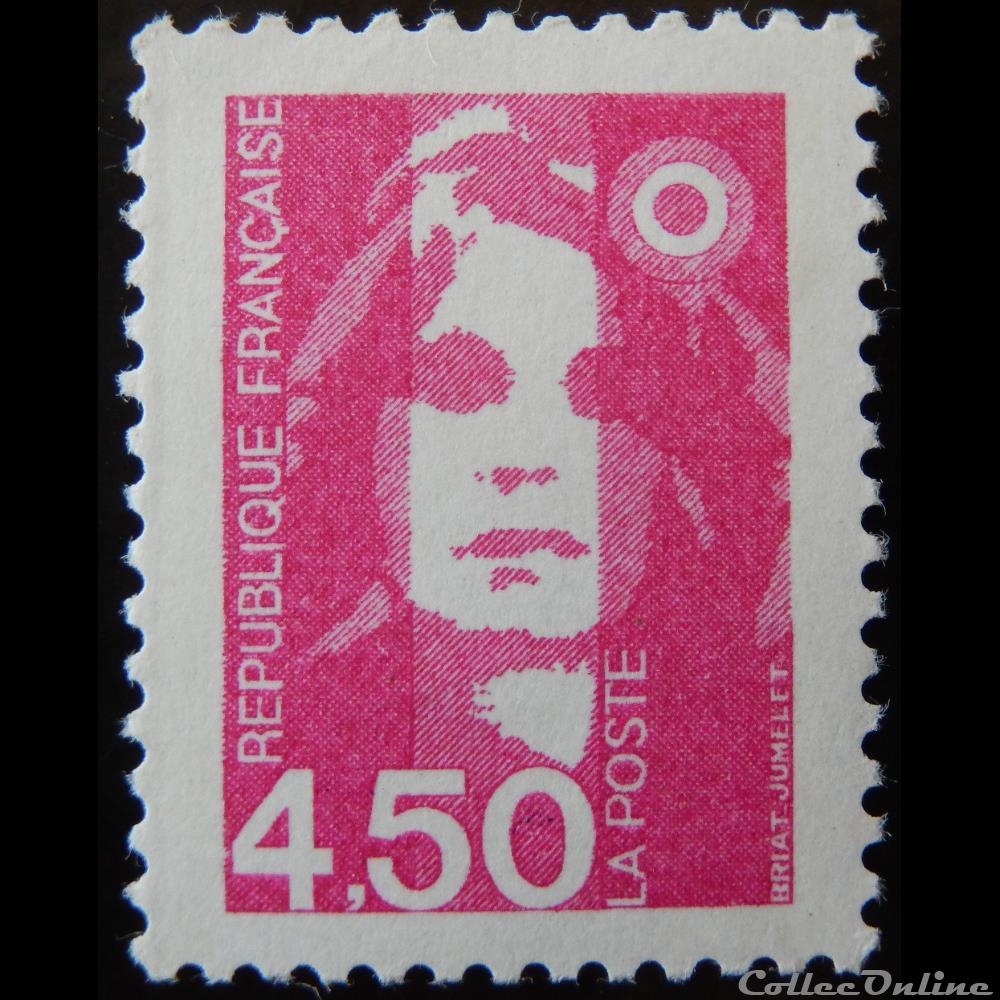 REPUBLIQUE FRANÇAISE
4,50
LA POSTE
BRIAT-JUMELET
CollecOnline